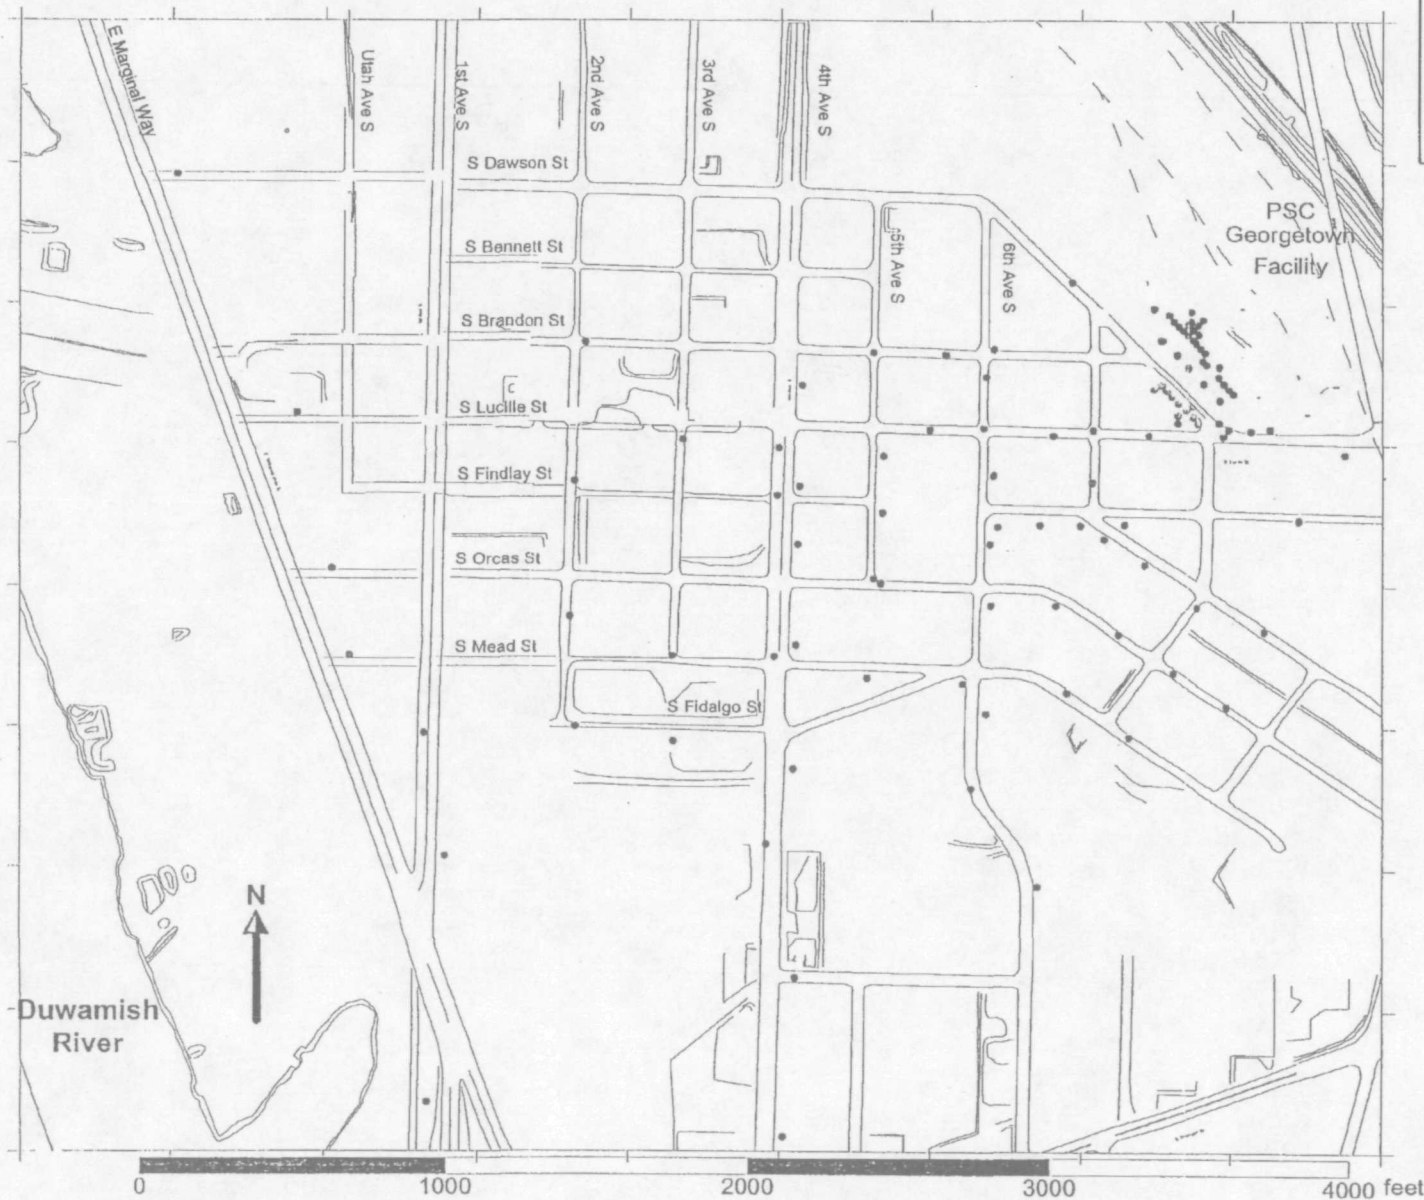 E Marginal Way
Utah Ave S
1st Ave S
2nd Ave S
3rd Ave S
4th Ave S
S Dawson St
PSC
Georgetown
Facility
S Bennett St
5th Ave S
6th Ave S
S Brandon St
C
S Lucille St
S Findlay St
S Orcas St
S Mead St
S Fidalgo St
N
Duwamish
River
0 1000 2000 3000 4000 feet